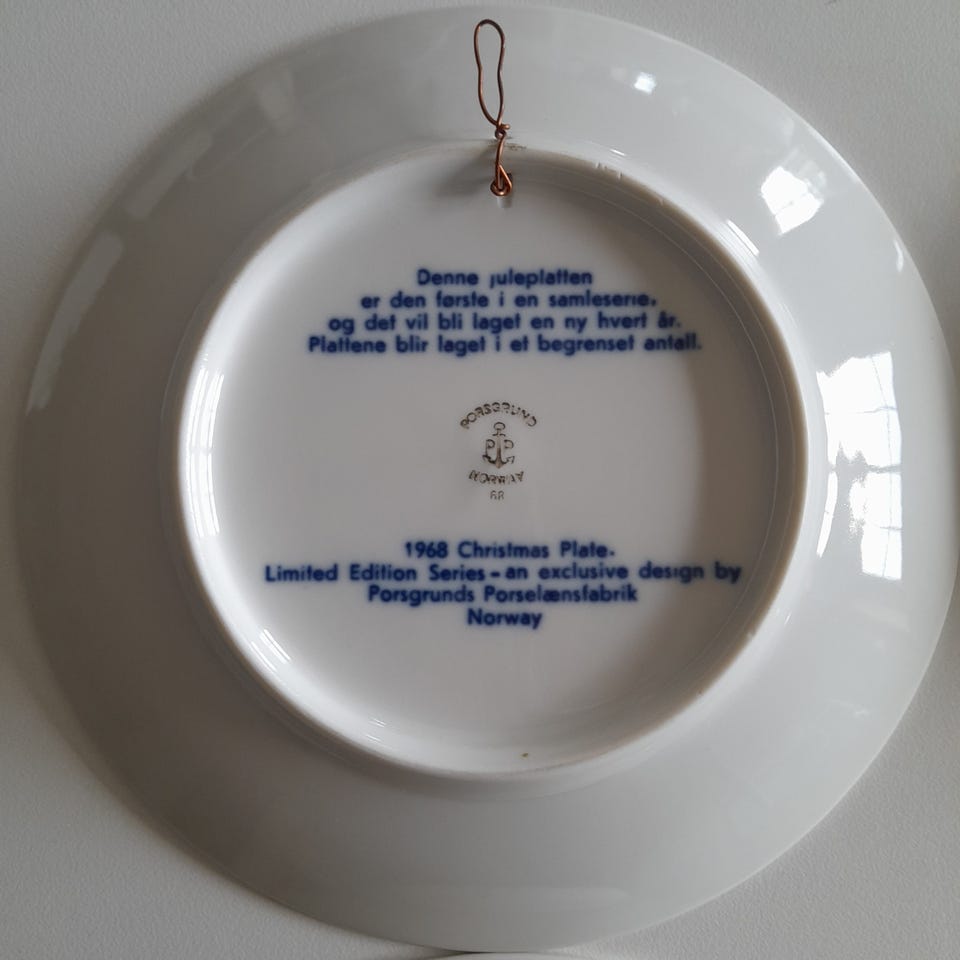 Denne juleplatten
er den første i en samleserie.
og det vil bli laget en ny hvert år.
Plattene blir laget i et begrenset antall.
PORSGRUND
PP
NORWAY
68
1968 Christmas Plate.
Limited Edition Series - an exclusive design by
Porsgrunds Porselænsfabrik
Norway